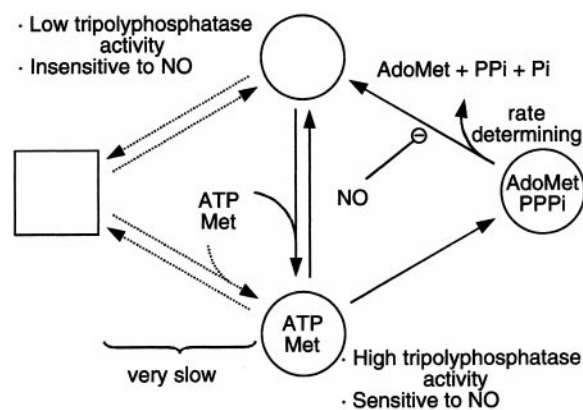 · Low tripolyphosphatase
activity
· Insensitive to NO
AdoMet + PPi + Pi
rate
determining
⊖
NO
AdoMet
PPPi
ATP
Met
ATP
Met
very slow
· High tripolyphosphatase
activity
· Sensitive to NO